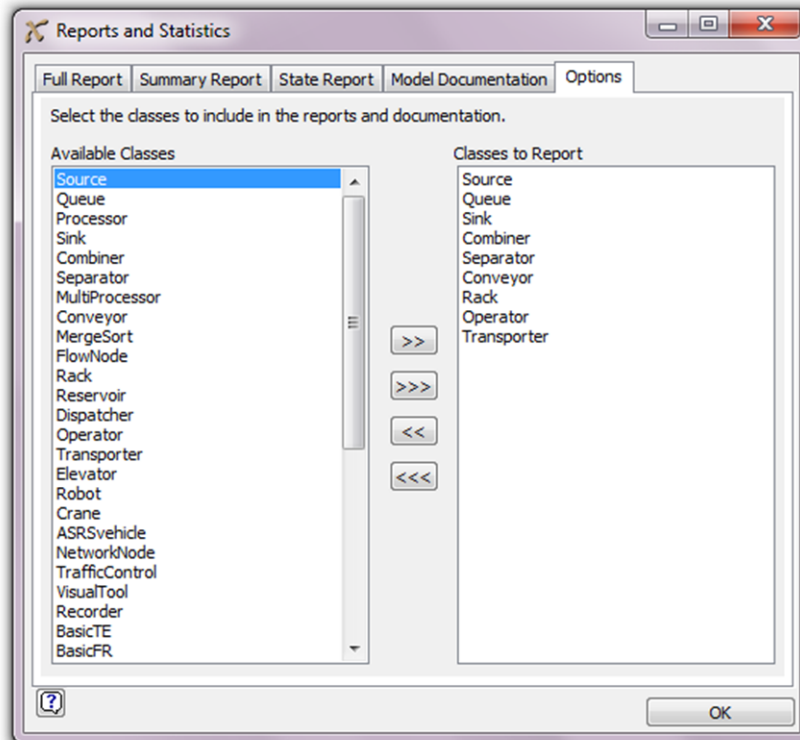 Reports and Statistics
Full Report
Summary Report
State Report
Model Documentation
Options
Select the classes to include in the reports and documentation.
Available Classes
Source
Queue
Processor
Sink
Combiner
Separator
MultiProcessor
Conveyor
MergeSort
FlowNode
Rack
Reservoir
Dispatcher
Operator
Transporter
Elevator
Robot
Crane
ASRSvehicle
NetworkNode
TrafficControl
VisualTool
Recorder
BasicTE
BasicFR
>>
>>>
<<
<<<
Classes to Report
Source
Queue
Sink
Combiner
Separator
Conveyor
Rack
Operator
Transporter
?
OK